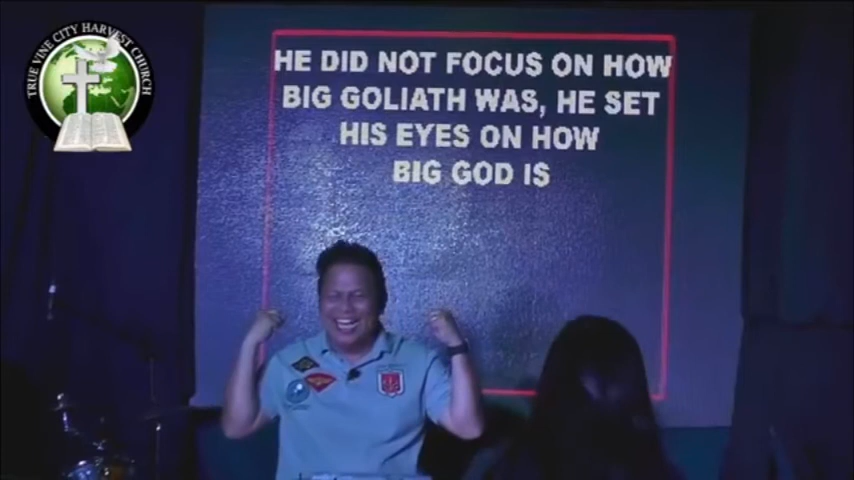 TRUE VINE CITY HARVEST CHURCH
HE DID NOT FOCUS ON HOW
BIG GOLIATH WAS, HE SET
HIS EYES ON HOW
BIG GOD IS